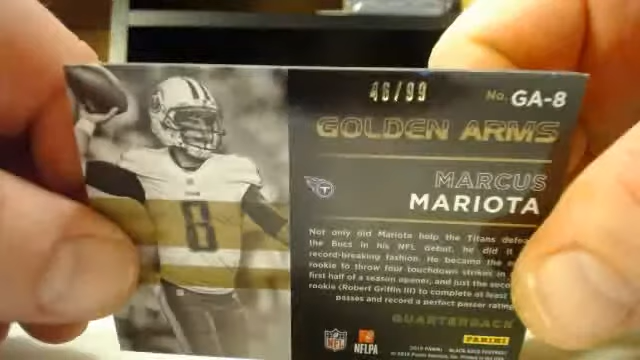 46/99
No. GA-8
GOLDEN ARMS
MARCUS
MARIOTA
8
Not only did Mariota help the Titans
the Bucs in his NFL debut, he did it
record-breaking fashion. He became the
rookie to throw four touchdown strikes in
first half of a season opener, and just the
rookie (Robert Griffin III) to complete at least
passes and record a perfect passer rating
QUARTERBACK
NFL
NFLPA
PANINI